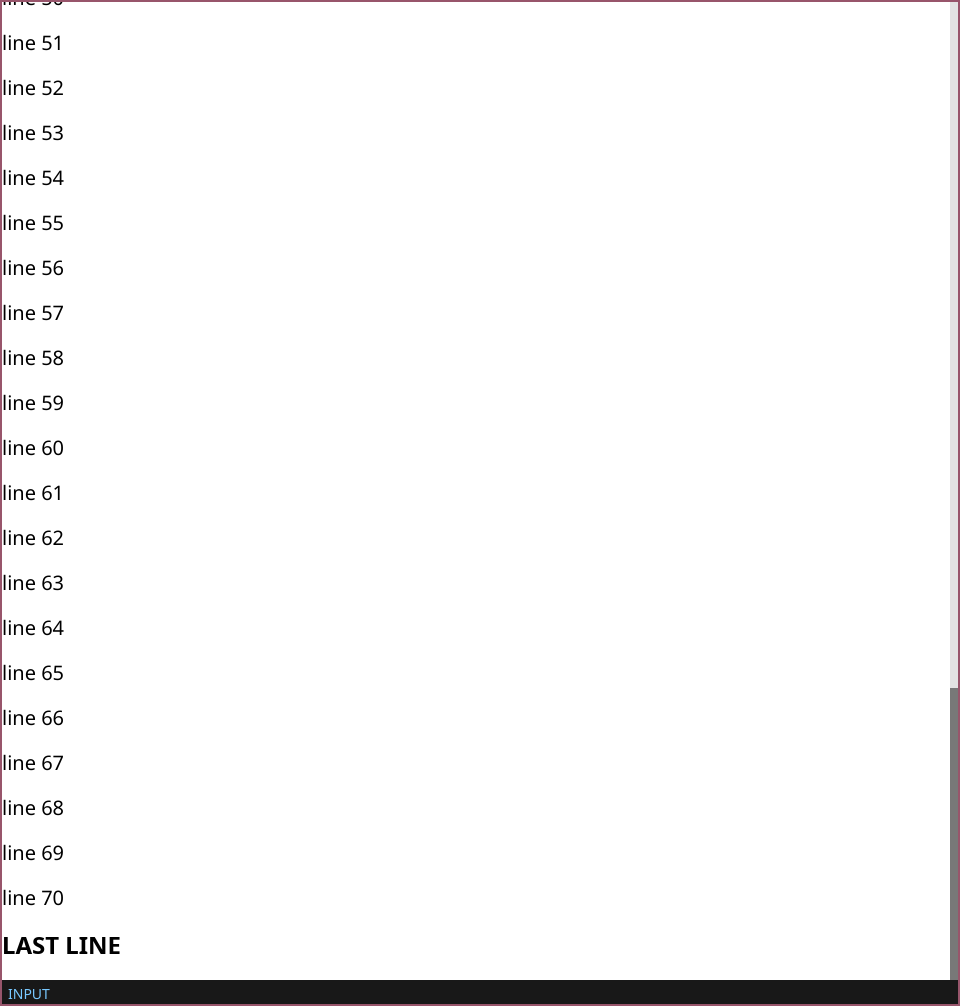 line 51
line 52
line 53
line 54
line 55
line 56
line 57
line 58
line 59
line 60
line 61
line 62
line 63
line 64
line 65
line 66
line 67
line 68
line 69
line 70
LAST LINE
INPUT